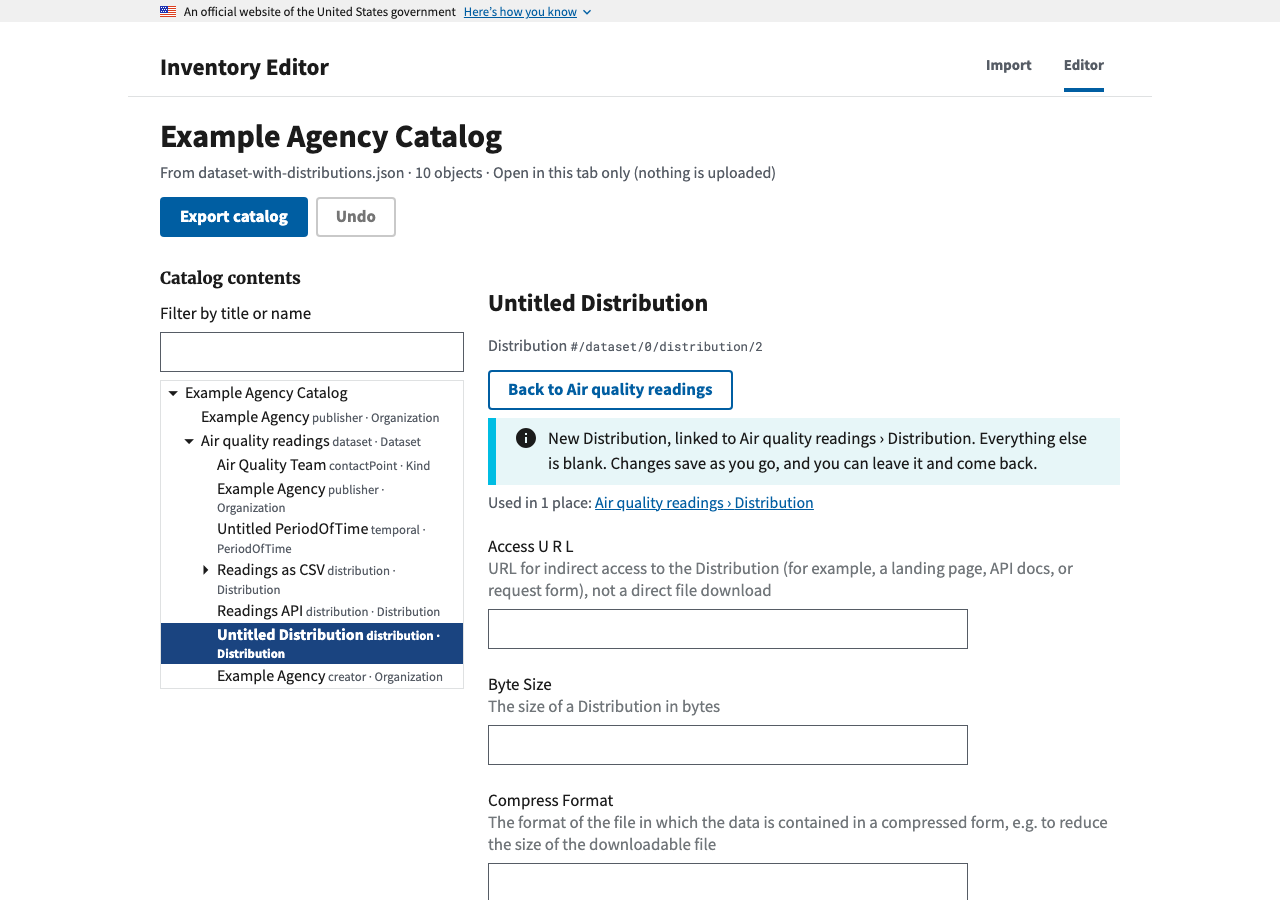 An official website of the United States government Here's how you know
Inventory Editor
Import
Editor
Example Agency Catalog
From dataset-with-distributions.json · 10 objects · Open in this tab only (nothing is uploaded)
Export catalog
Undo
Catalog contents
Filter by title or name
Example Agency Catalog
Example Agency publisher · Organization
Air quality readings dataset · Dataset
Air Quality Team contactPoint · Kind
Example Agency publisher ·
Organization
Untitled PeriodOfTime temporal ·
PeriodOfTime
Readings as CSV distribution ·
Distribution
Readings API distribution · Distribution
Untitled Distribution distribution ·
Distribution
Example Agency creator · Organization
Untitled Distribution
Distribution #/dataset/0/distribution/2
Back to Air quality readings
New Distribution, linked to Air quality readings › Distribution. Everything else
is blank. Changes save as you go, and you can leave it and come back.
Used in 1 place: Air quality readings › Distribution
Access U R L
URL for indirect access to the Distribution (for example, a landing page, API docs, or
request form), not a direct file download
Byte Size
The size of a Distribution in bytes
Compress Format
The format of the file in which the data is contained in a compressed form, e.g. to reduce
the size of the downloadable file